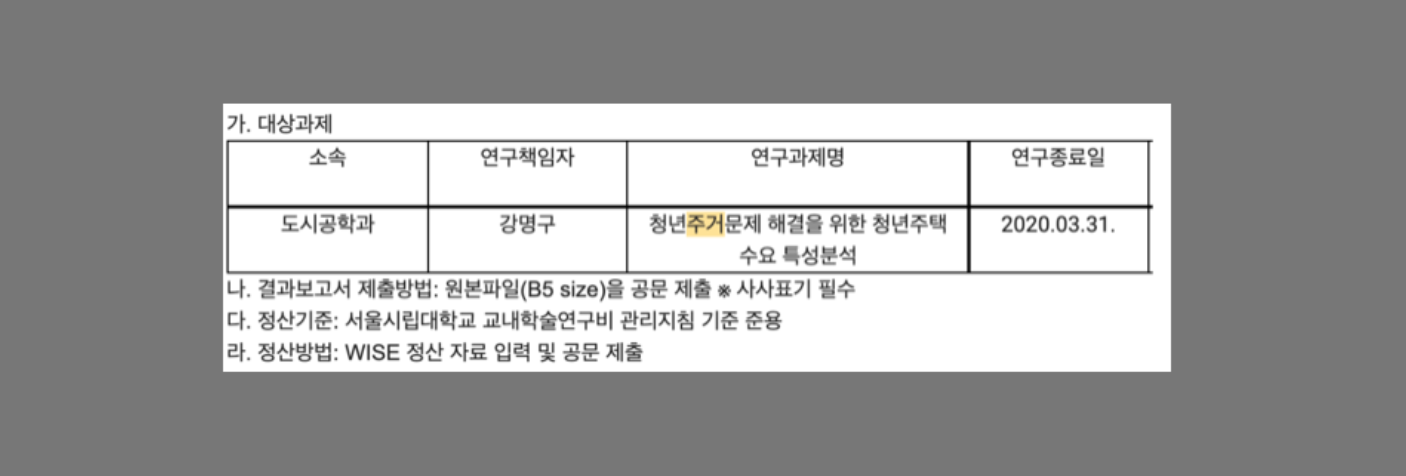 가. 대상과제
소속 연구책임자 연구과제명 연구종료일
도시공학과 강명구 청년주거문제 해결을 위한 청년주택 2020.03.31.
수요 특성분석
나. 결과보고서 제출방법: 원본파일(B5 size)을 공문 제출 ※ 사사표기 필수
다. 정산기준: 서울시립대학교 교내학술연구비 관리지침 기준 준용
라. 정산방법: WISE 정산 자료 입력 및 공문 제출